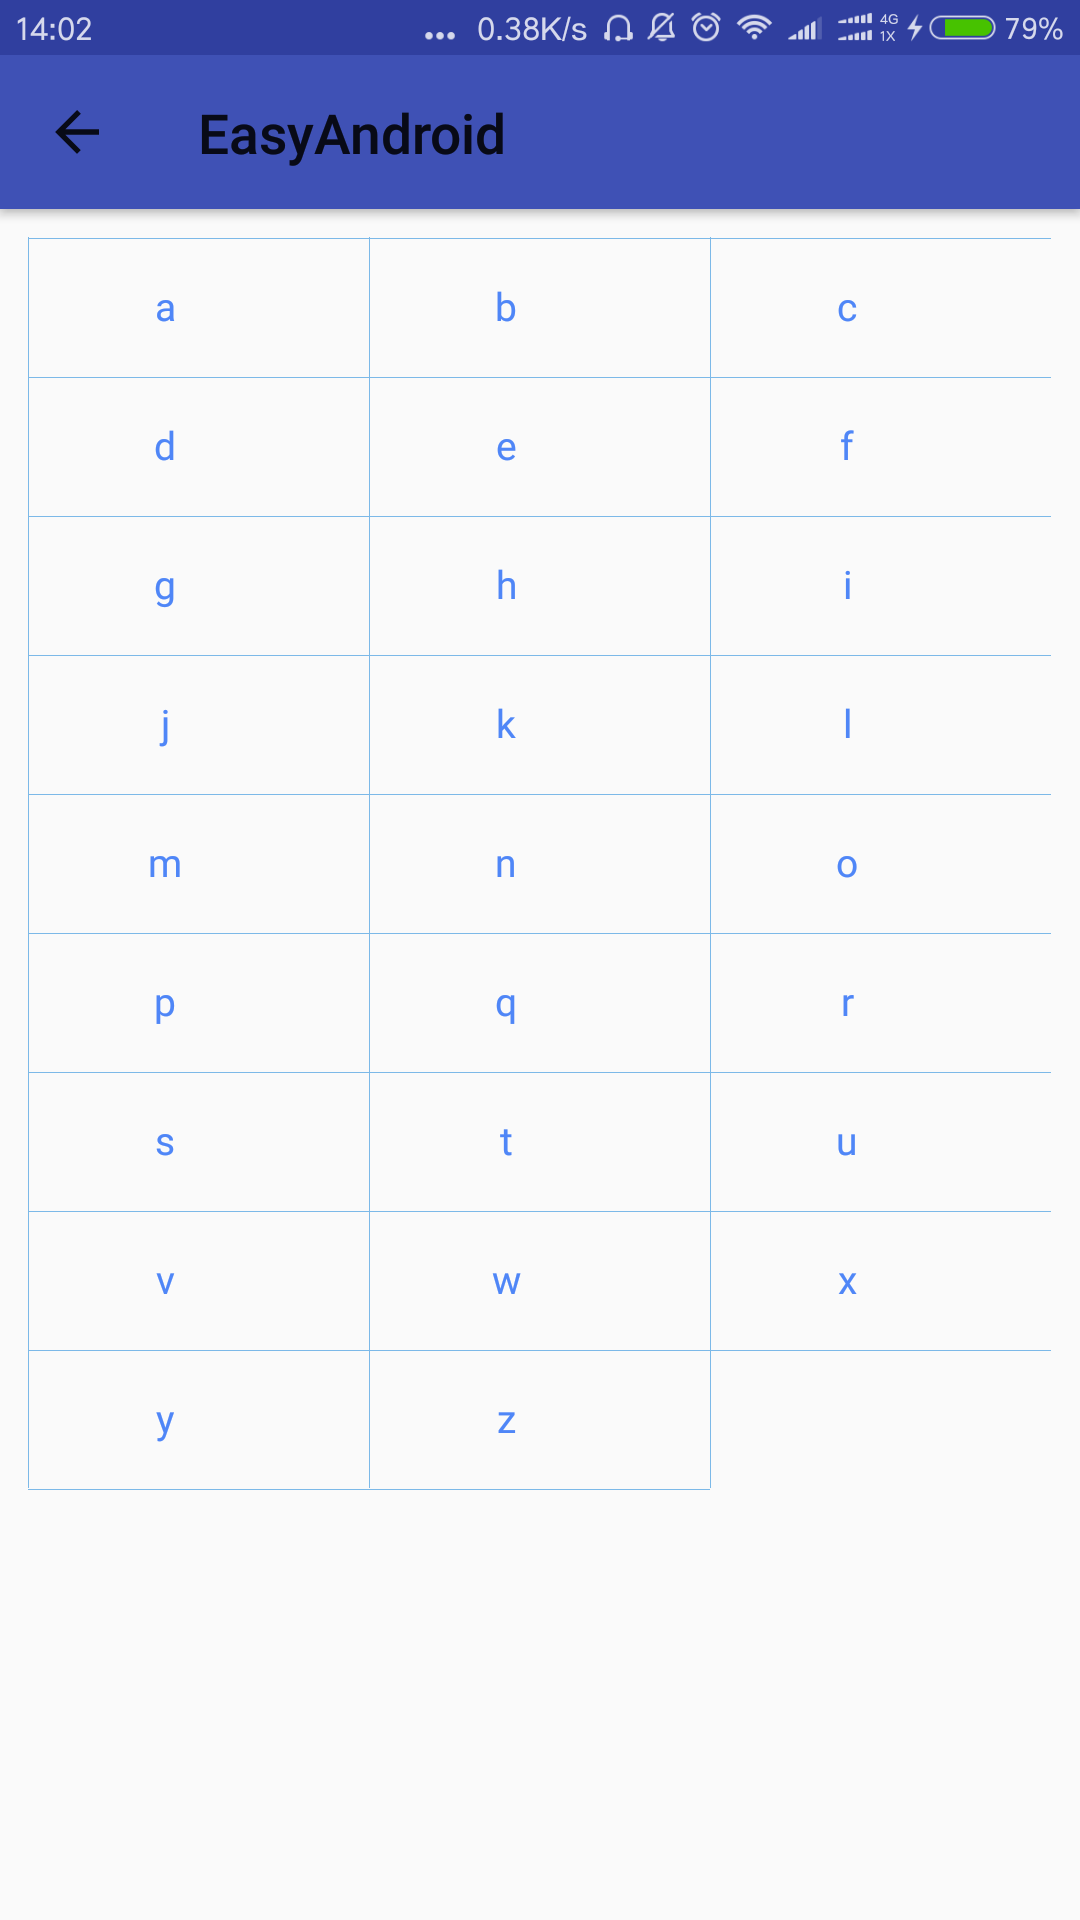 14:02 ... 0.38K/s 4G 1X 79%
EasyAndroid
a b c
d e f
g h i
j k l
m n o
p q r
s t u
v w x
y z